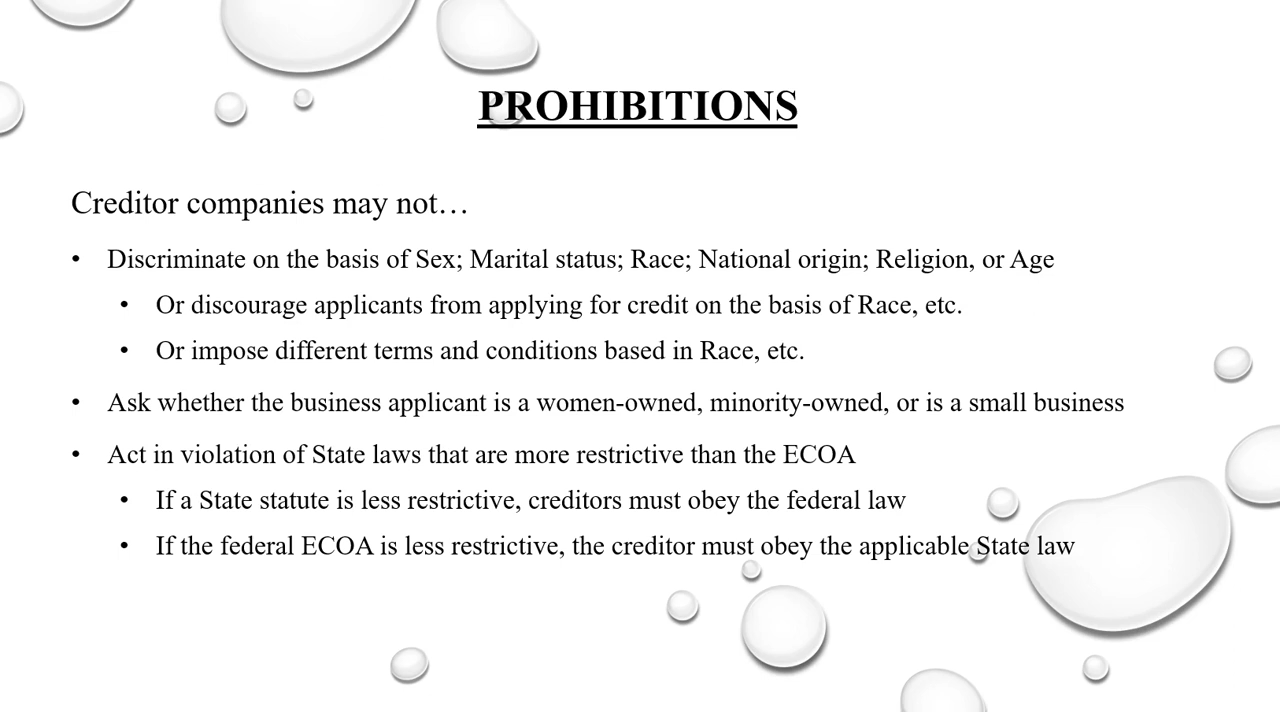 PROHIBITIONS
Creditor companies may not…
• Discriminate on the basis of Sex; Marital status; Race; National origin; Religion, or Age
• Or discourage applicants from applying for credit on the basis of Race, etc.
• Or impose different terms and conditions based in Race, etc.
• Ask whether the business applicant is a women-owned, minority-owned, or is a small business
• Act in violation of State laws that are more restrictive than the ECOA
• If a State statute is less restrictive, creditors must obey the federal law
• If the federal ECOA is less restrictive, the creditor must obey the applicable State law